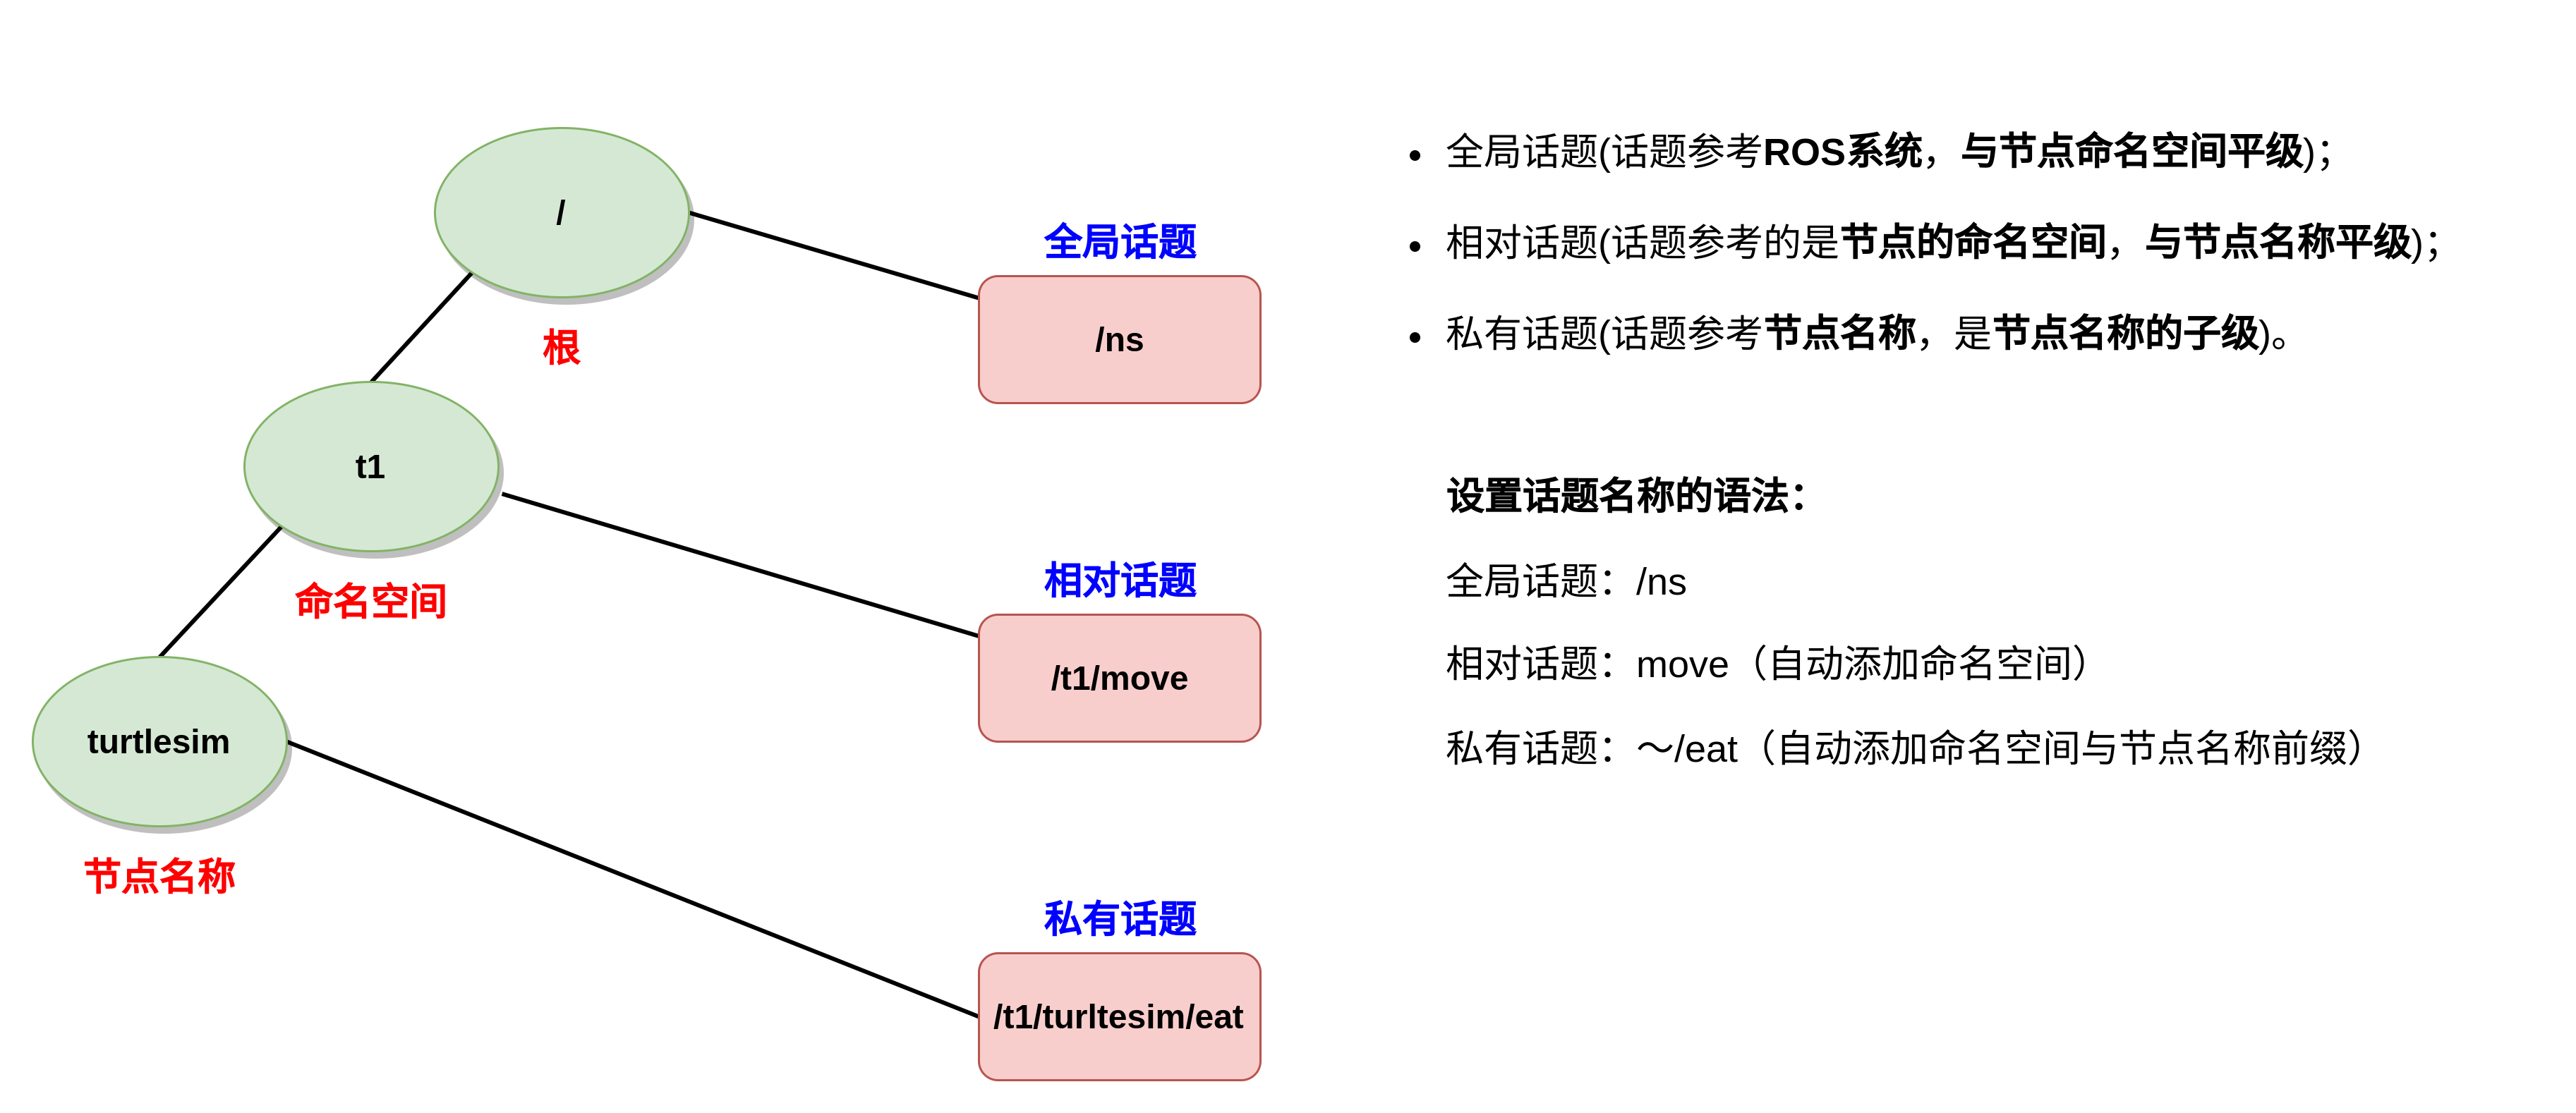 /
根
t1
命名空间
turtlesim
节点名称
全局话题
/ns
相对话题
/t1/move
私有话题
/t1/turltesim/eat
• 全局话题(话题参考ROS系统，与节点命名空间平级)；
• 相对话题(话题参考的是节点的命名空间，与节点名称平级)；
• 私有话题(话题参考节点名称，是节点名称的子级)。
设置话题名称的语法：
全局话题：/ns
相对话题：move（自动添加命名空间）
私有话题：～/eat（自动添加命名空间与节点名称前缀）